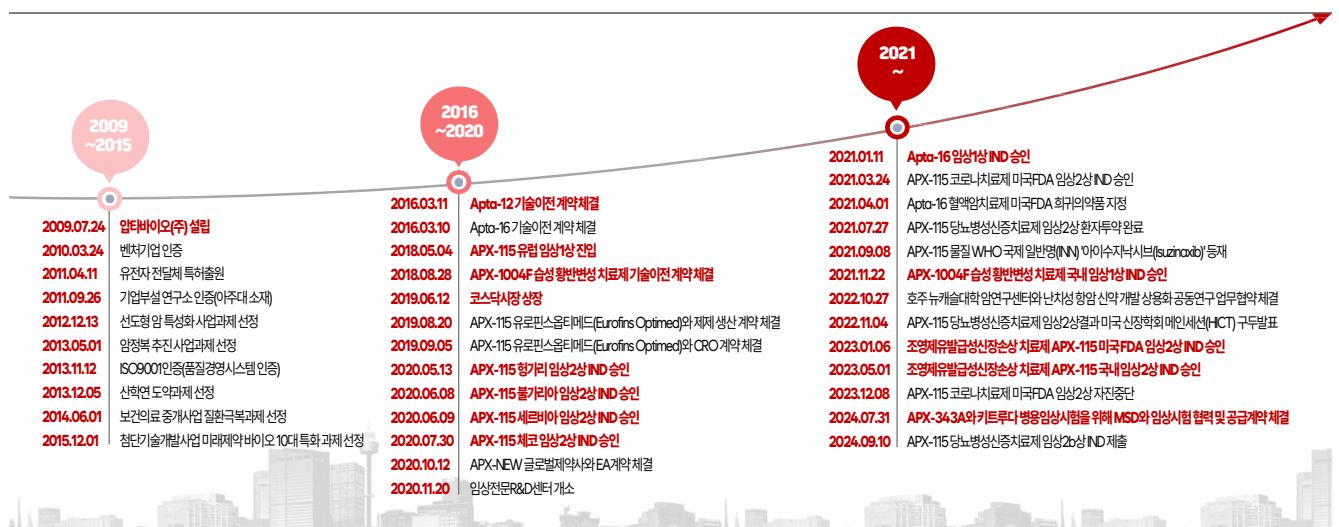 2009
~2015
2009.07.24 압타바이오(주) 설립
2010.03.24 벤처기업 인증
2011.04.11 유전자 전달체 특허출원
2011.09.26 기업부설 연구소 인증(아주대 소재)
2012.12.13 선도형 암 특성화 사업과제 선정
2013.05.01 암정복 추진 사업과제 선정
2013.11.12 ISO9001인증(품질경영시스템 인증)
2013.12.05 산학연 도약과제 선정
2014.06.01 보건의료 중개사업 질환극복과제 선정
2015.12.01 첨단기술개발사업 미래제약 바이오 10대 특화 과제 선정
2016
~2020
2016.03.11 Apta-12 기술이전 계약 체결
2016.03.10 Apta-16 기술이전 계약 체결
2018.05.04 APX-115 유럽 임상1상 진입
2018.08.28 APX-1004F 습성 황반변성 치료제 기술이전 계약 체결
2019.06.12 코스닥시장 상장
2019.08.20 APX-115 유로핀스옵티메드(Eurofins Optimed)와 제제 생산 계약 체결
2019.09.05 APX-115 유로핀스옵티메드(Eurofins Optimed)와 CRO 계약 체결
2020.05.13 APX-115 헝가리 임상2상 IND 승인
2020.06.08 APX-115 불가리아 임상2상 IND 승인
2020.06.09 APX-115 세르비아 임상2상 IND 승인
2020.07.30 APX-115 체코 임상2상 IND 승인
2020.10.12 APX-NEW 글로벌제약사와 EA계약 체결
2020.11.20 임상전문R&D센터 개소
2021
~
2021.01.11 Apta-16 임상1상 IND 승인
2021.03.24 APX-115 코로나치료제 미국FDA 임상2상 IND 승인
2021.04.01 Apta-16 혈액암치료제 미국FDA 희귀의약품 지정
2021.07.27 APX-115 당뇨병성신증치료제 임상2상 환자투약 완료
2021.09.08 APX-115 물질 WHO 국제 일반명(INN) '아이수지낙시브(Isuzinaxib)' 등재
2021.11.22 APX-1004F 습성 황반변성 치료제 국내 임상1상 IND 승인
2022.10.27 호주 뉴캐슬대학 암연구센터와 난치성 항암 신약 개발 상용화 공동연구 업무협약 체결
2022.11.04 APX-115 당뇨병성신증치료제 임상2상결과 미국 신장학회 메인세션(HICT) 구두발표
2023.01.06 조영제유발급성신장손상 치료제 APX-115 미국 FDA 임상2상 IND 승인
2023.05.01 조영제유발급성신장손상 치료제 APX-115 국내 임상2상 IND 승인
2023.12.08 APX-115 코로나치료제 미국FDA 임상2상 자진중단
2024.07.31 APX-343A와 키트루다 병용임상시험을 위해 MSD와 임상시험 협력 및 공급계약 체결
2024.09.10 APX-115 당뇨병성신증치료제 임상2b상 IND 제출